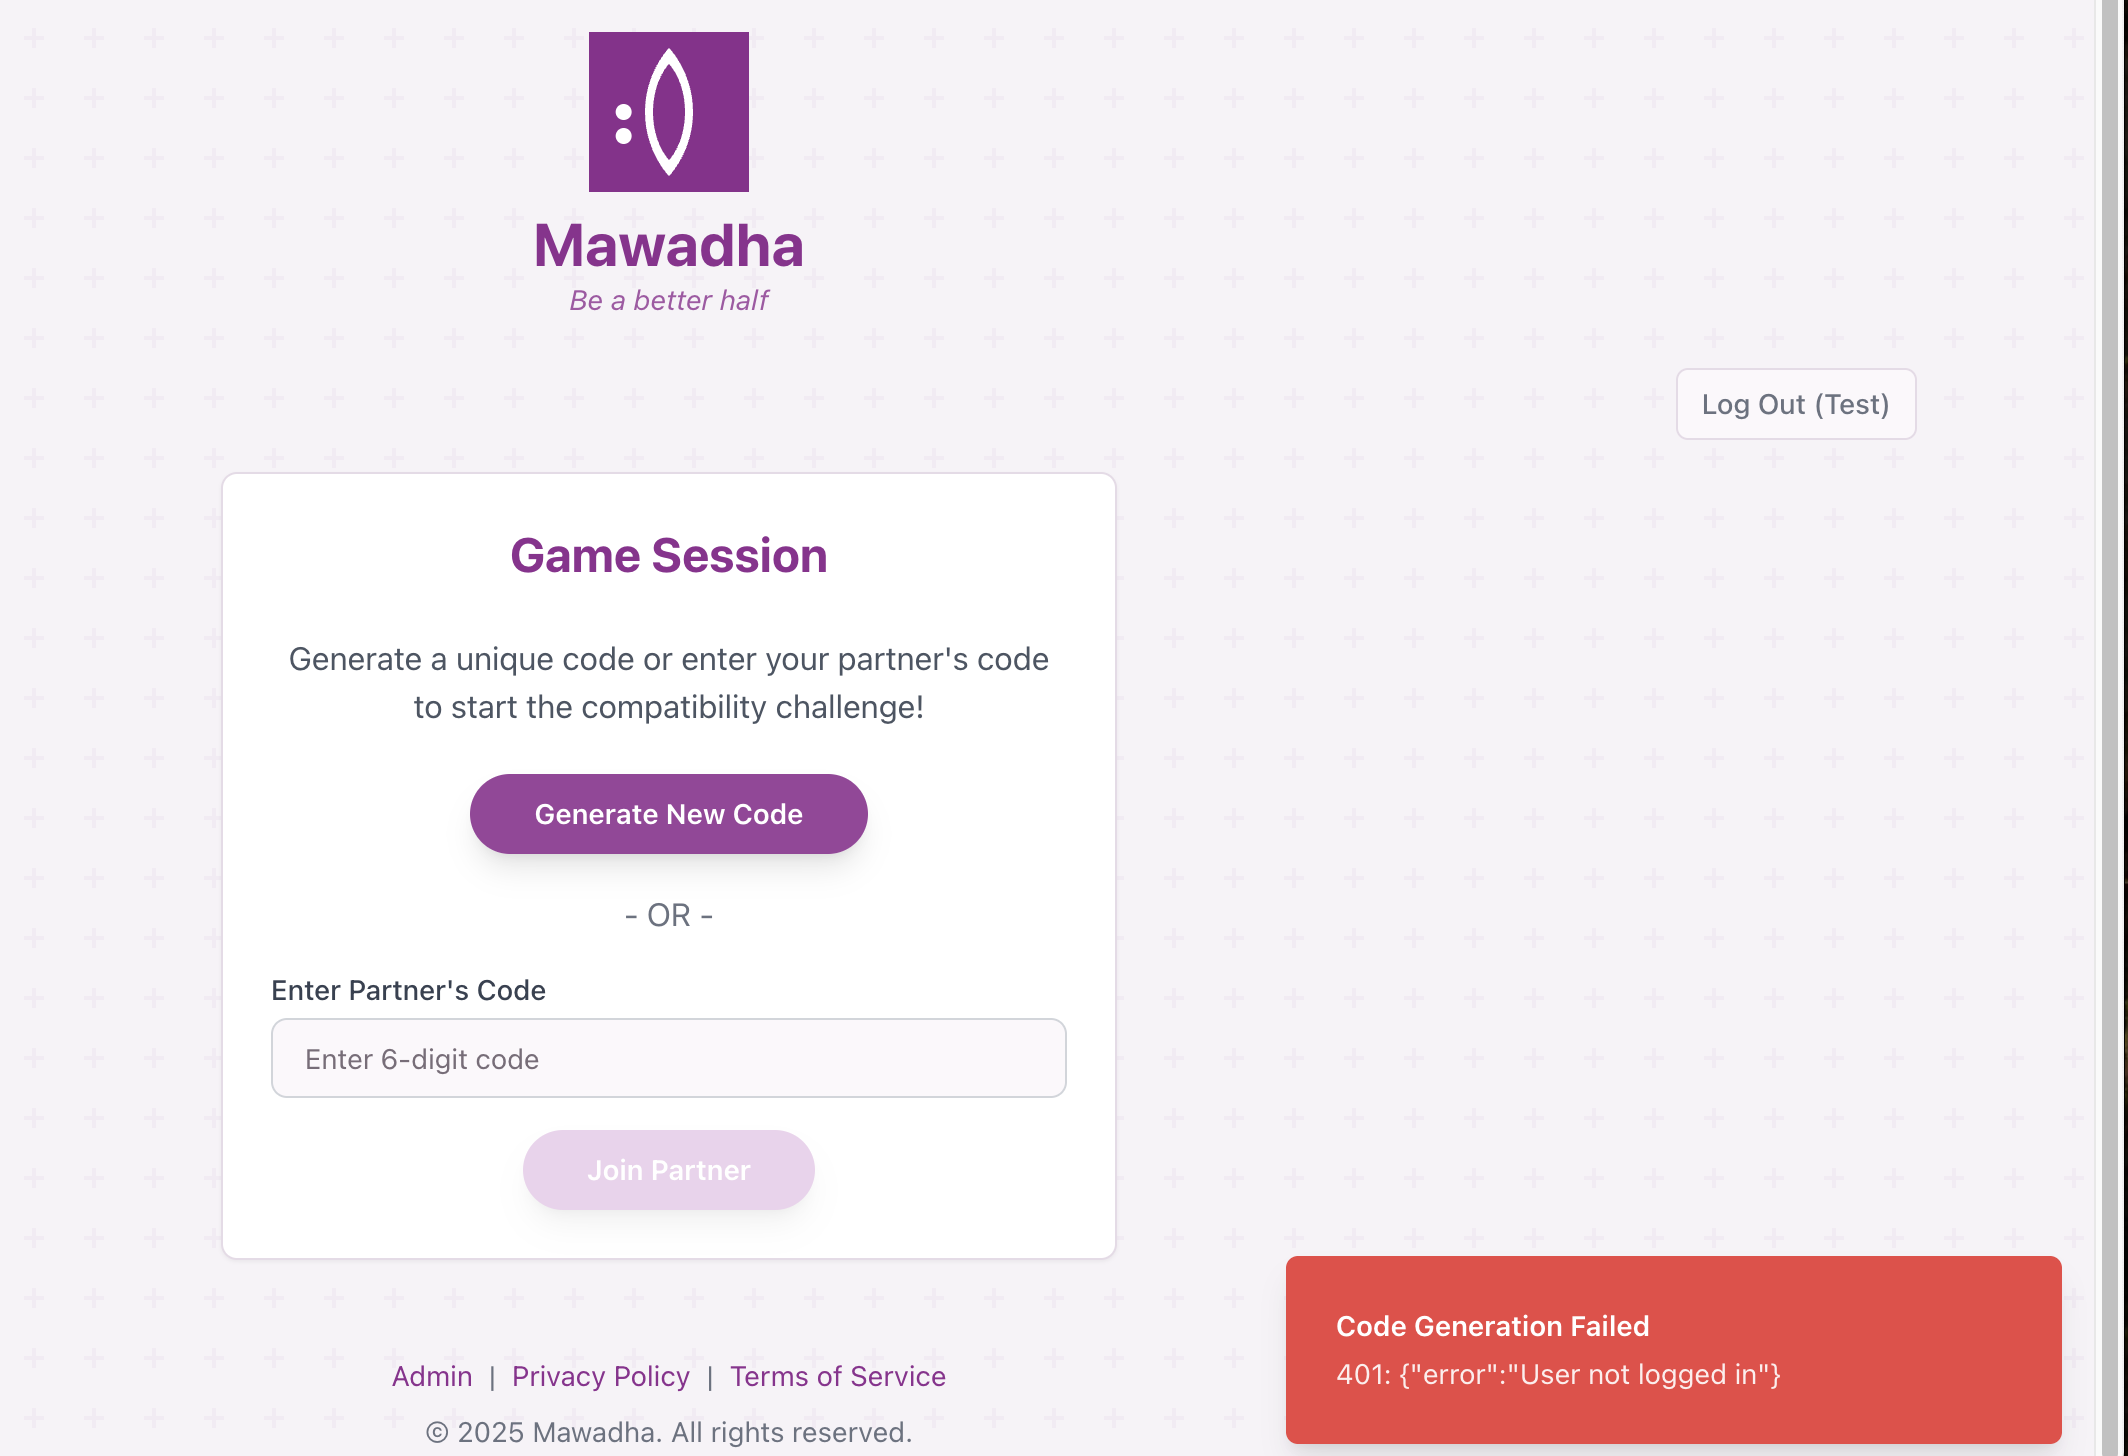 Mawadha
Be a better half
Log Out (Test)
Game Session
Generate a unique code or enter your partner's code
to start the compatibility challenge!
Generate New Code
- OR -
Enter Partner's Code
Enter 6-digit code
Join Partner
Admin | Privacy Policy | Terms of Service
© 2025 Mawadha. All rights reserved.
Code Generation Failed
401: {"error":"User not logged in"}